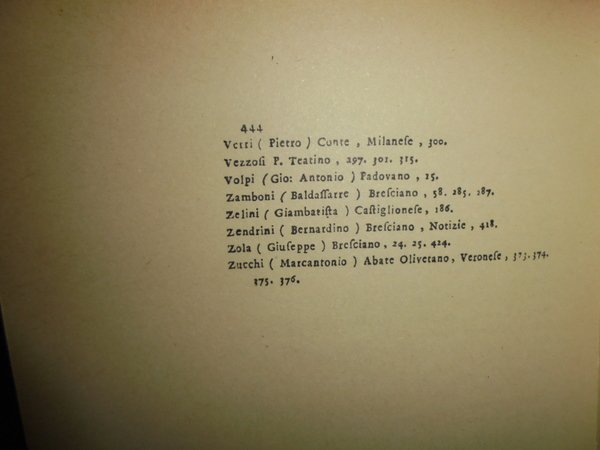 444
Verri ( Pietro ) Conte , Milanese , 300.
Vezzosi P. Teatino , 297. 301. 315.
Volpi ( Gio: Antonio ) Padovano , 15.
Zamboni ( Baldaſſarre ) Breſciano , 58. 285. 287.
Zelini ( Giambatiſta ) Caſtiglioneſe , 186.
Zendrini ( Bernardino ) Breſciano , Notizie , 418.
Zola ( Giuſeppe ) Breſciano , 24. 25. 424.
Zucchi ( Marcantonio ) Abate Olivetano, Veroneſe , 373. 374.
375. 376.